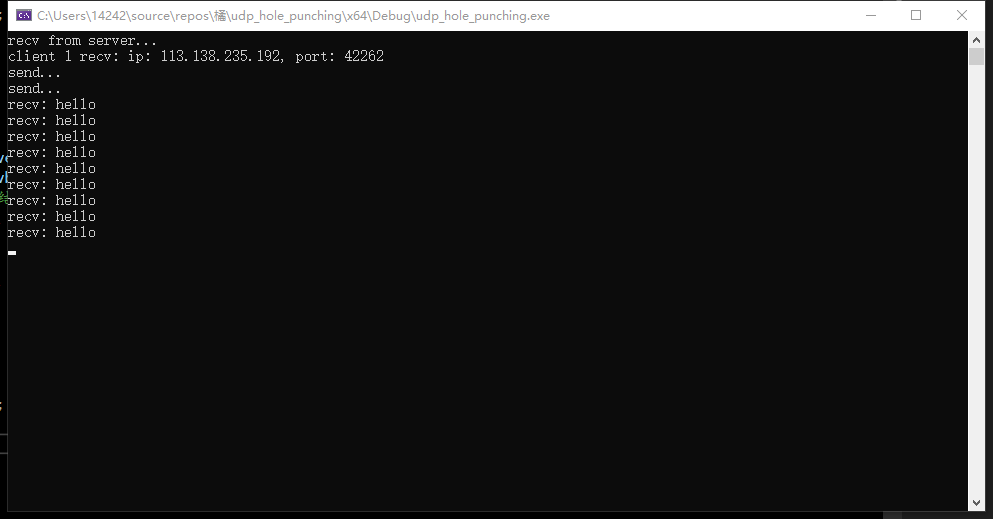 C:\Users\14242\source\repos\橘\udp_hole_punching\x64\Debug\udp_hole_punching.exe
recv from server...
client 1 recv: ip: 113.138.235.192, port: 42262
send...
send...
recv: hello
recv: hello
recv: hello
recv: hello
recv: hello
recv: hello
recv: hello
recv: hello
recv: hello